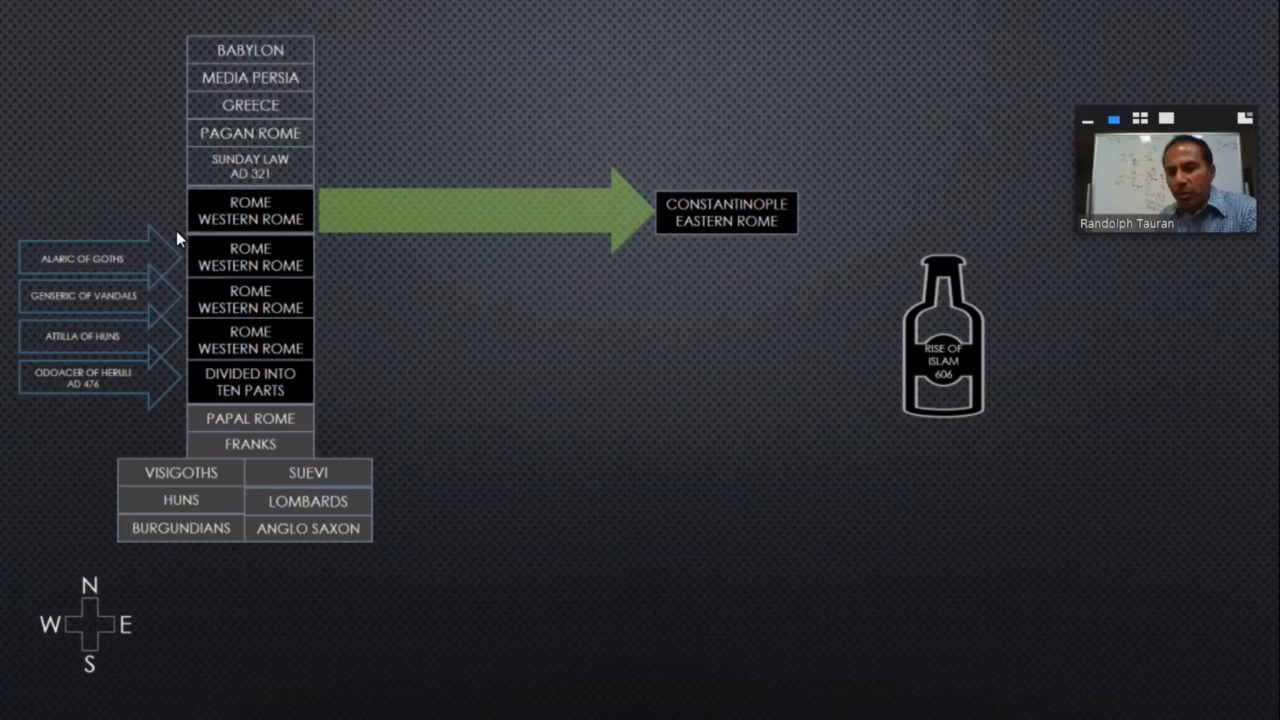 BABYLON
MEDIA PERSIA
GREECE
PAGAN ROME
SUNDAY LAW
AD 321
ROME
WESTERN ROME
CONSTANTINOPLE
EASTERN ROME
Randolph Tauran
ALARIC OF GOTHS
ROME
WESTERN ROME
GENSERIC OF VANDALS
ROME
WESTERN ROME
ATTILLA OF HUNS
ROME
WESTERN ROME
ODOACER OF HERULI
AD 476
DIVIDED INTO
TEN PARTS
RISE OF
ISLAM
606
PAPAL ROME
FRANKS
VISIGOTHS
SUEVI
HUNS
LOMBARDS
BURGUNDIANS
ANGLO SAXON
N
W
E
S